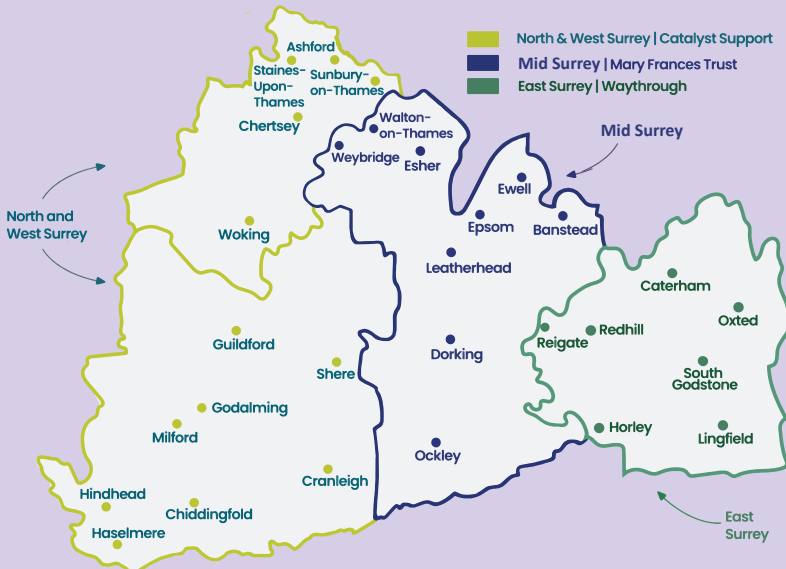 North & West Surrey | Catalyst Support
Mid Surrey | Mary Frances Trust
East Surrey | Waythrough
Ashford
Staines-
Upon-
Thames
Sunbury-
on-Thames
Chertsey
Walton-
on-Thames
Weybridge
Esher
Mid Surrey
Ewell
Epsom
Banstead
North and
West Surrey
Woking
Leatherhead
Caterham
Oxted
Guildford
Reigate
Redhill
Dorking
Shere
South
Godstone
Godalming
Milford
Horley
Lingfield
Ockley
Cranleigh
Hindhead
Chiddingfold
Haselmere
East
Surrey